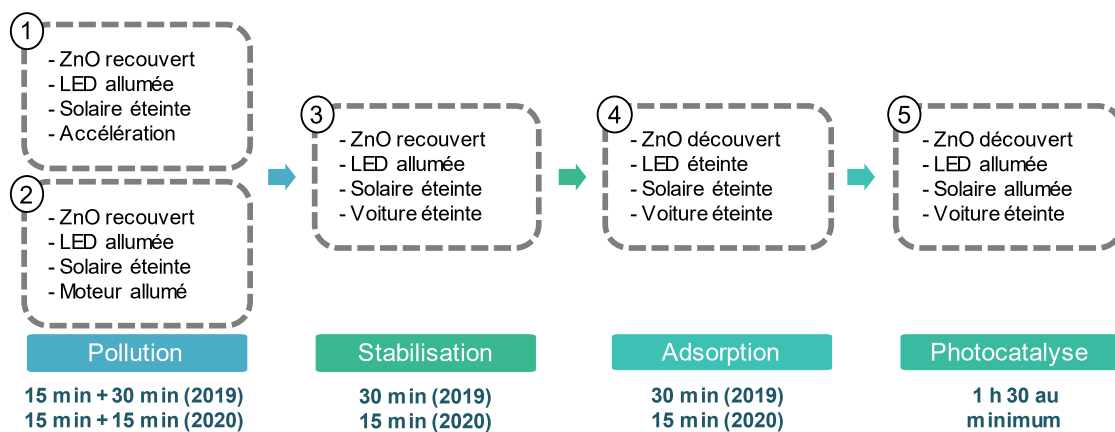 1
- ZnO recouvert
- LED allumée
- Solaire éteinte
- Accélération
2
- ZnO recouvert
- LED allumée
- Solaire éteinte
- Moteur allumé
Pollution
15 min + 30 min (2019)
15 min + 15 min (2020)
3
- ZnO recouvert
- LED allumée
- Solaire éteinte
- Voiture éteinte
Stabilisation
30 min (2019)
15 min (2020)
4
- ZnO découvert
- LED éteinte
- Solaire éteinte
- Voiture éteinte
Adsorption
30 min (2019)
15 min (2020)
5
- ZnO découvert
- LED allumée
- Solaire allumée
- Voiture éteinte
Photocatalyse
1 h 30 au
minimum